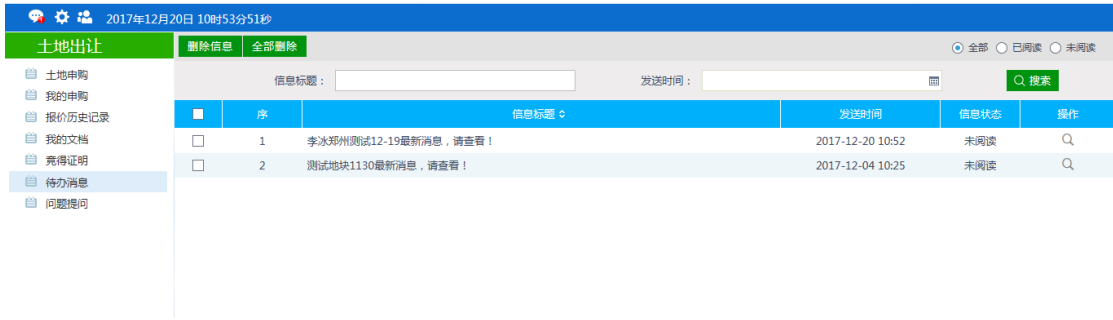 2017年12月20日 10时53分51秒
土地出让
删除信息 全部删除 全部 已阅读 未阅读
土地申购
我的申购
报价历史记录
我的文档
竞得证明
待办消息
问题提问
信息标题： 发送时间： 搜索
序 信息标题 发送时间 信息状态 操作
1 李冰郑州测试12-19最新消息，请查看！ 2017-12-20 10:52 未阅读
2 测试地块1130最新消息，请查看！ 2017-12-04 10:25 未阅读